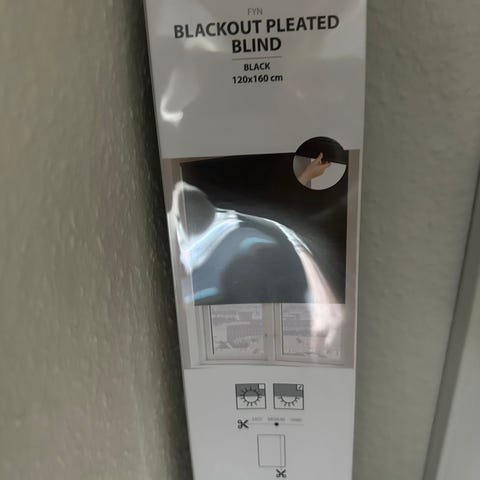 FYN
BLACKOUT PLEATED
BLIND
BLACK
120x160 cm
EASY MEDIUM HARD